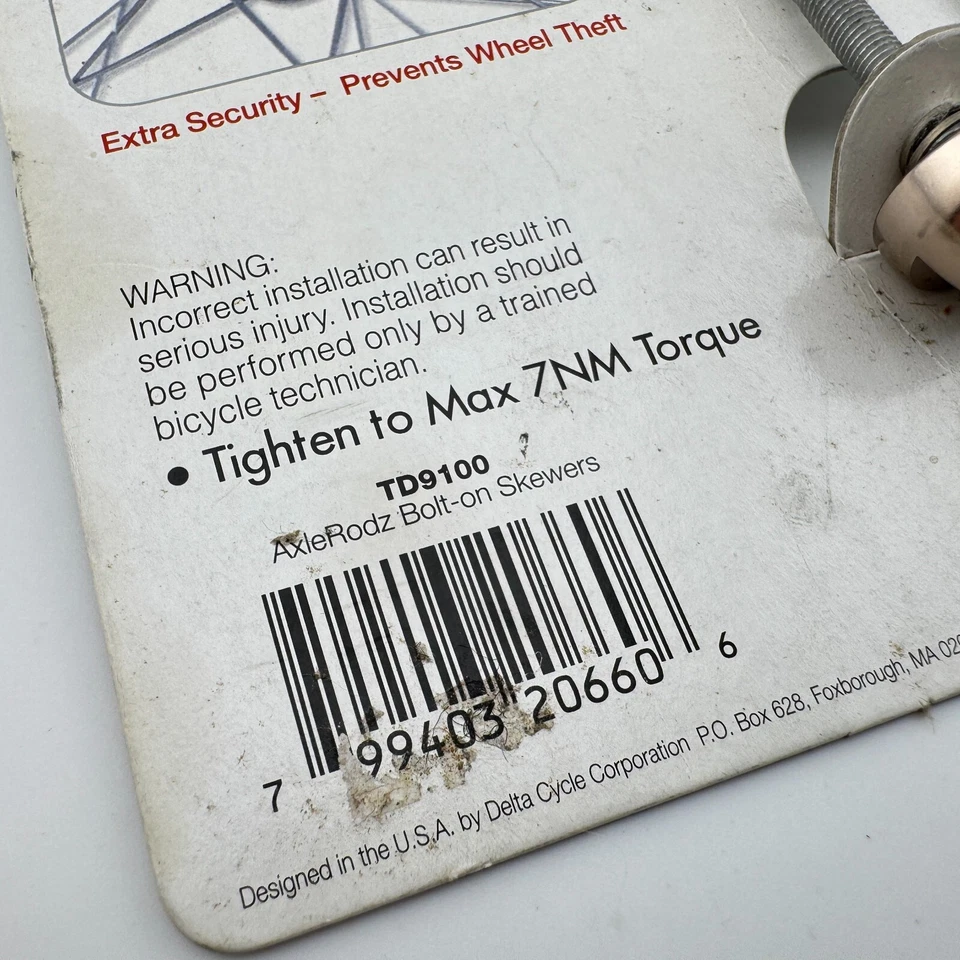 Extra Security – Prevents Wheel Theft
WARNING:
Incorrect installation can result in
serious injury. Installation should
be performed only by a trained
bicycle technician.
• Tighten to Max 7NM Torque
TD9100
AxleRodz Bolt-on Skewers
7 99403 20660 6
Designed in the U.S.A. by Delta Cycle Corporation P.O. Box 628, Foxborough, MA